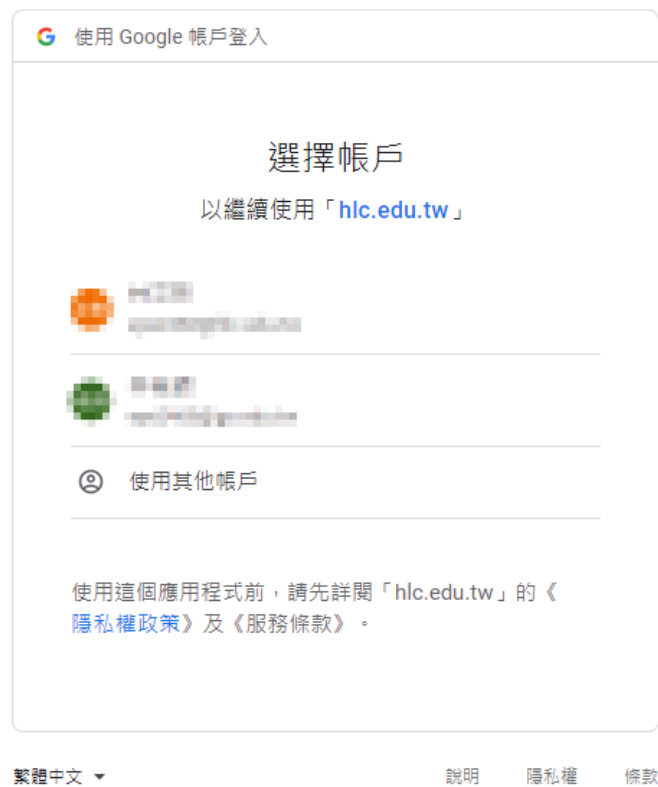 使用 Google 帳戶登入
選擇帳戶
以繼續使用「hlc.edu.tw」
使用其他帳戶
使用這個應用程式前，請先詳閱「hlc.edu.tw」的《
隱私權政策》及《服務條款》。
繁體中文
說明 隱私權 條款